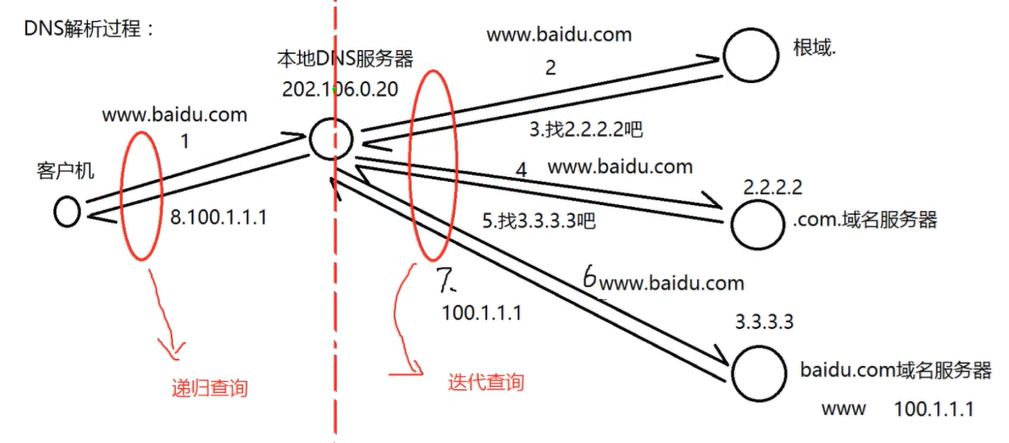 DNS解析过程：
www.baidu.com
根域.
本地DNS服务器
202.106.0.20
2
www.baidu.com
1
3.找2.2.2.2吧
客户机
4
www.baidu.com
2.2.2.2
8.100.1.1.1
5.找3.3.3.3吧
.com.域名服务器
7、
100.1.1.1
6
www.baidu.com
3.3.3.3
递归查询
迭代查询
baidu.com域名服务器
www 100.1.1.1